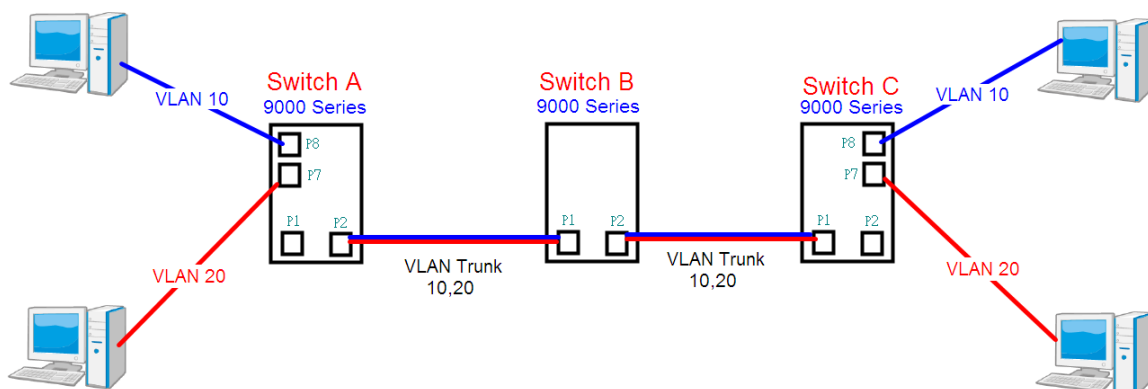 Switch A
9000 Series
Switch B
9000 Series
Switch C
9000 Series
VLAN 10
VLAN 10
P8
P7
P1
P2
P1
P2
P8
P7
P1
P2
VLAN 20
VLAN Trunk
10,20
VLAN Trunk
10,20
VLAN 20